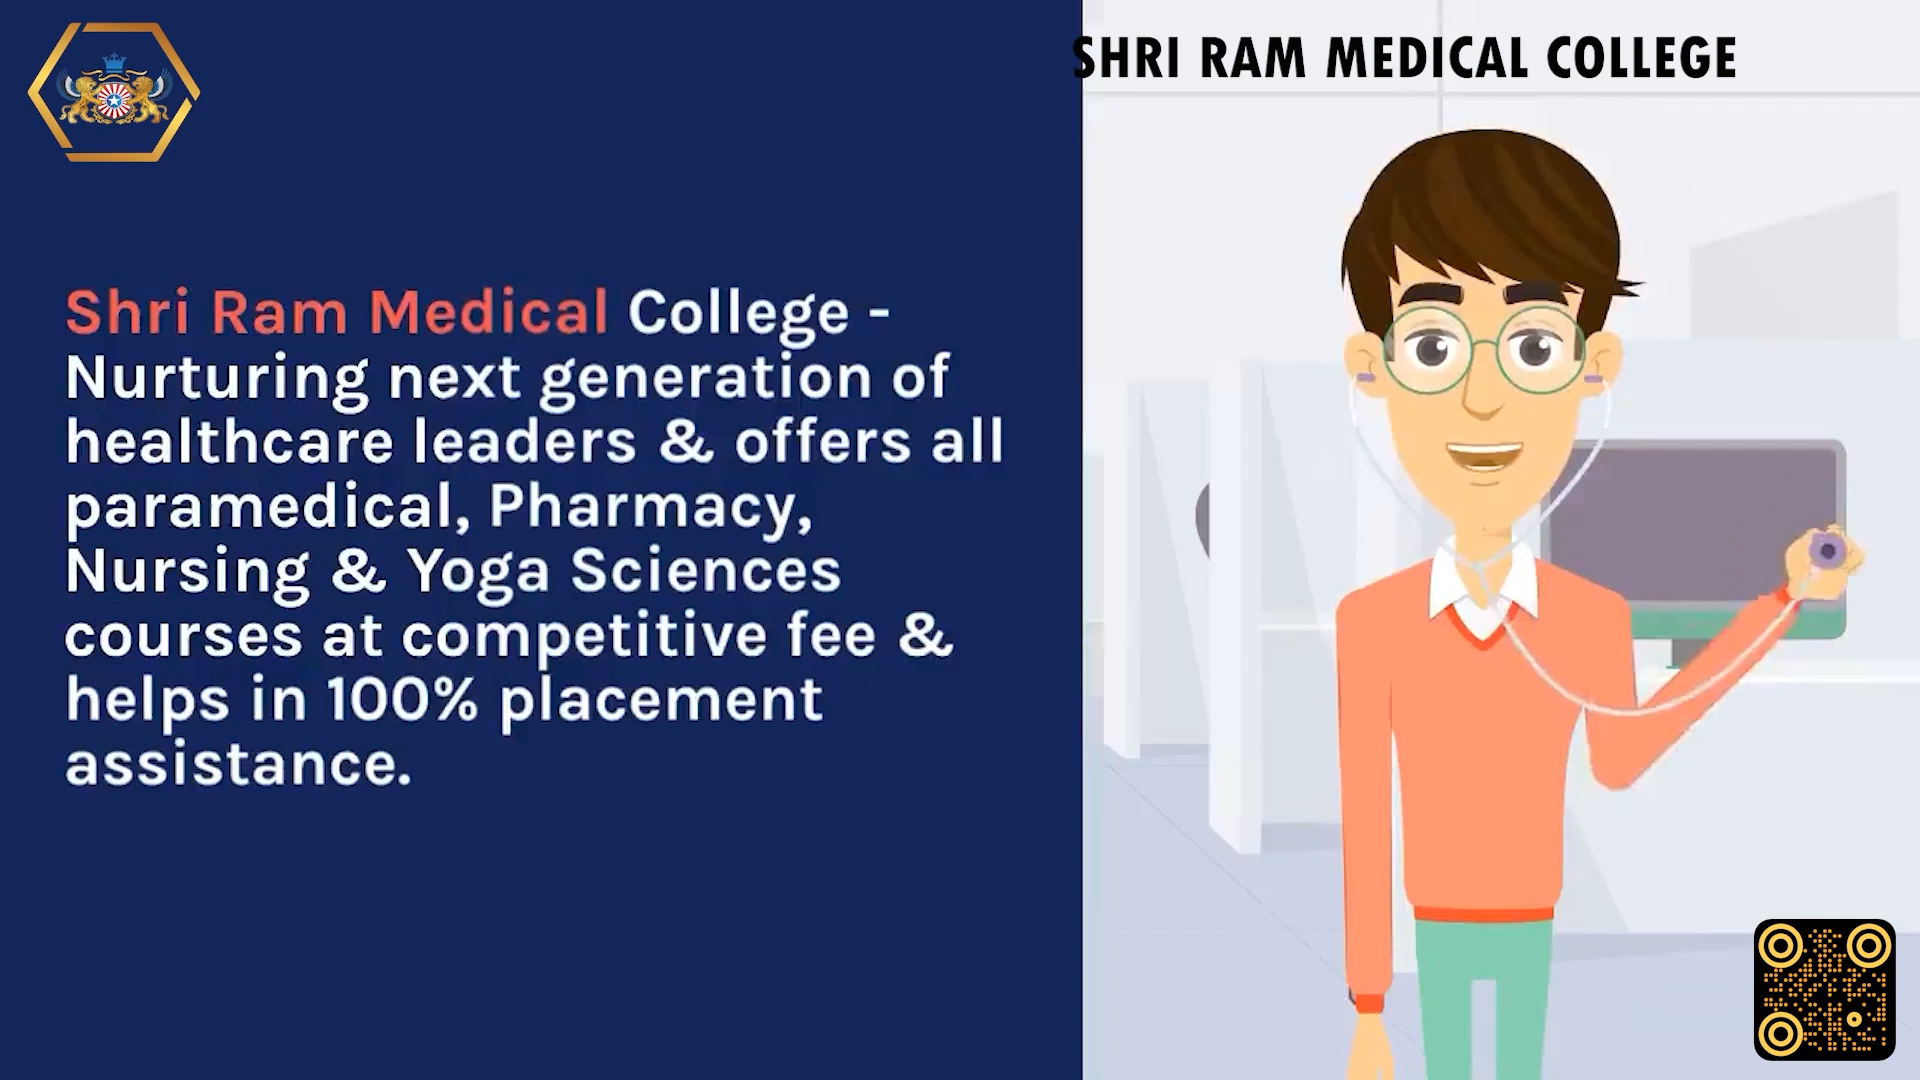 SHRI RAM MEDICAL COLLEGE
Shri Ram Medical College -
Nurturing next generation of
healthcare leaders & offers all
paramedical, Pharmacy,
Nursing & Yoga Sciences
courses at competitive fee &
helps in 100% placement
assistance.